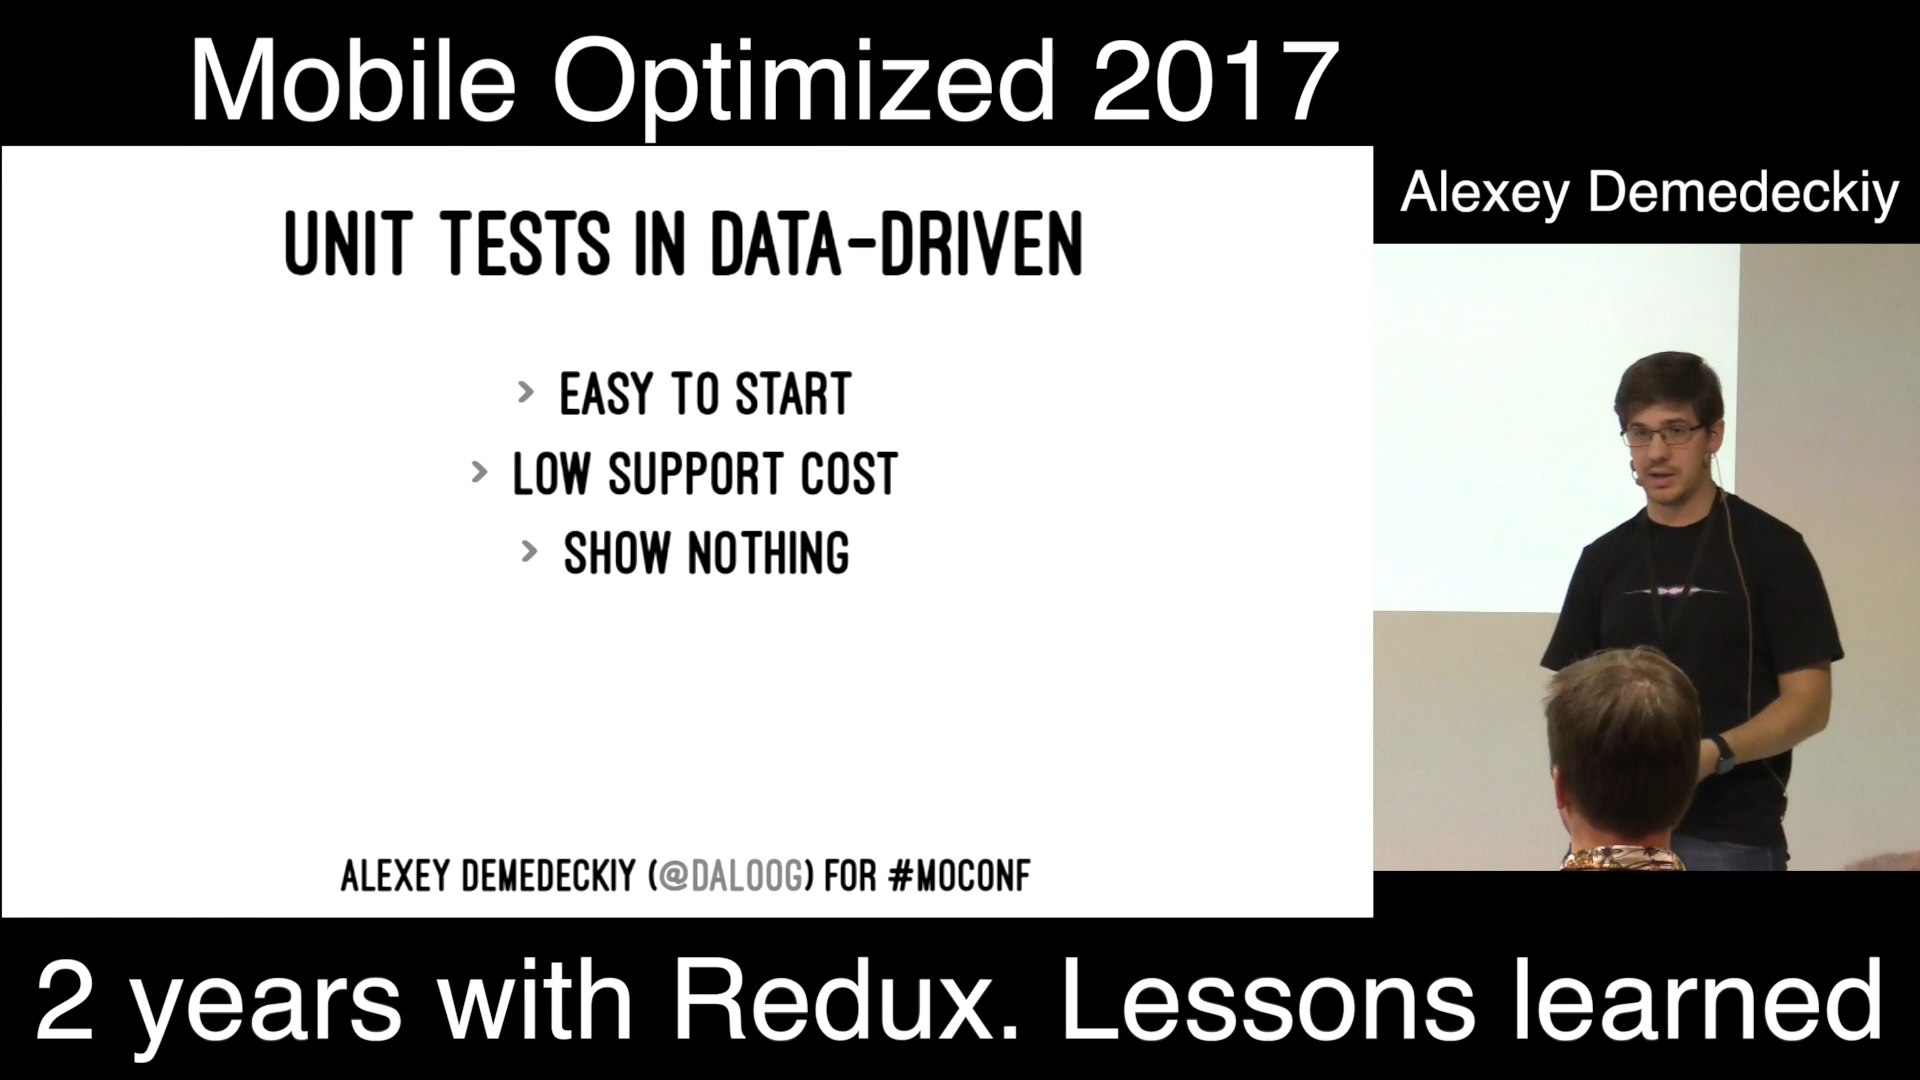 Mobile Optimized 2017
Alexey Demedeckiy
UNIT TESTS IN DATA-DRIVEN
> EASY TO START
> LOW SUPPORT COST
> SHOW NOTHING
ALEXEY DEMEDECKIY (@DALOOG) FOR #MOCONF
2 years with Redux. Lessons learned